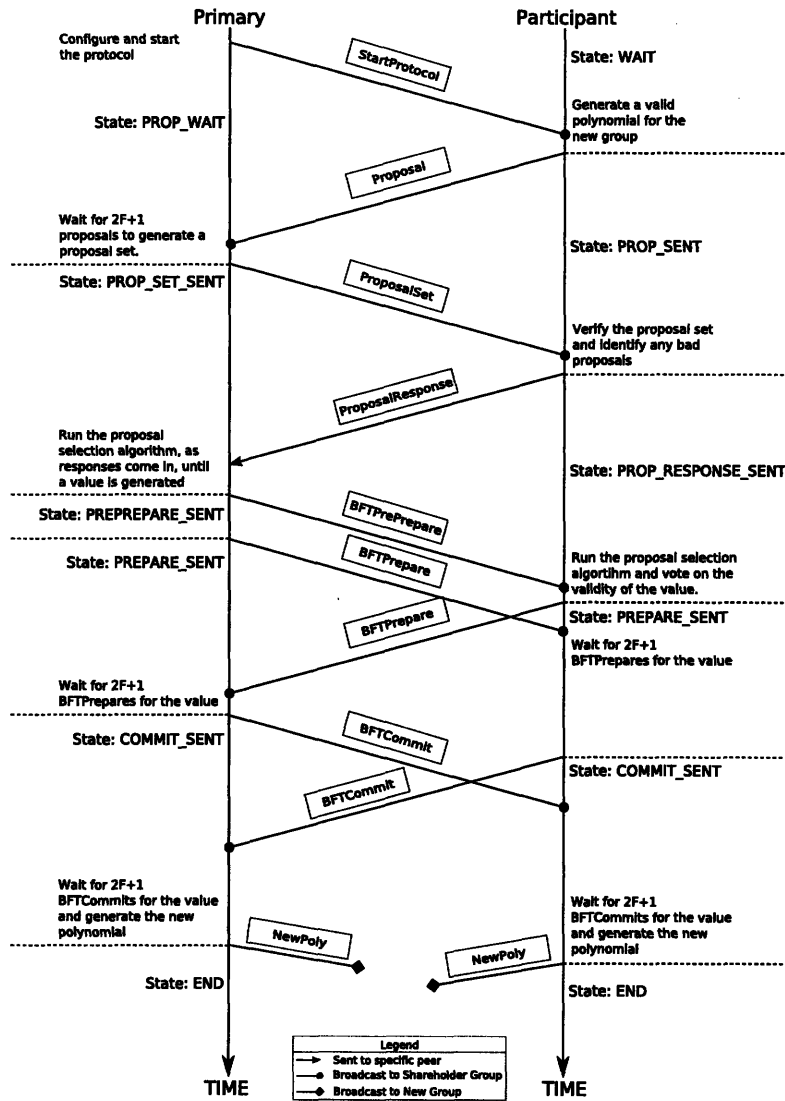 Primary
Participant
Configure and start
the protocol
StartProtocol
State: WAIT
State: PROP_WAIT
Generate a valid
polynomial for the
new group
Proposal
Wait for 2F+1
proposals to generate a
proposal set.
State: PROP_SENT
State: PROP_SET_SENT
ProposalSet
Verify the proposal set
and identify any bad
proposals
ProposalResponse
Run the proposal
selection algorithm, as
responses come in, until
a value is generated
State: PROP_RESPONSE_SENT
State: PREPREPARE_SENT
BFTPrePrepare
State: PREPARE_SENT
BFTPrepare
Run the proposal selection
algortihm and vote on the
validity of the value.
BFTPrepare
State: PREPARE_SENT
Wait for 2F+1
BFTPrepares for the value
Wait for 2F+1
BFTPrepares for the value
State: COMMIT_SENT
BFTCommit
State: COMMIT_SENT
BFTCommit
Wait for 2F+1
BFTCommits for the value
and generate the new
polynomial
Wait for 2F+1
BFTCommits for the value
and generate the new
polynomial
NewPoly
NewPoly
State: END
State: END
Legend
Sent to specific peer
Broadcast to Shareholder Group
Broadcast to New Group
TIME
TIME